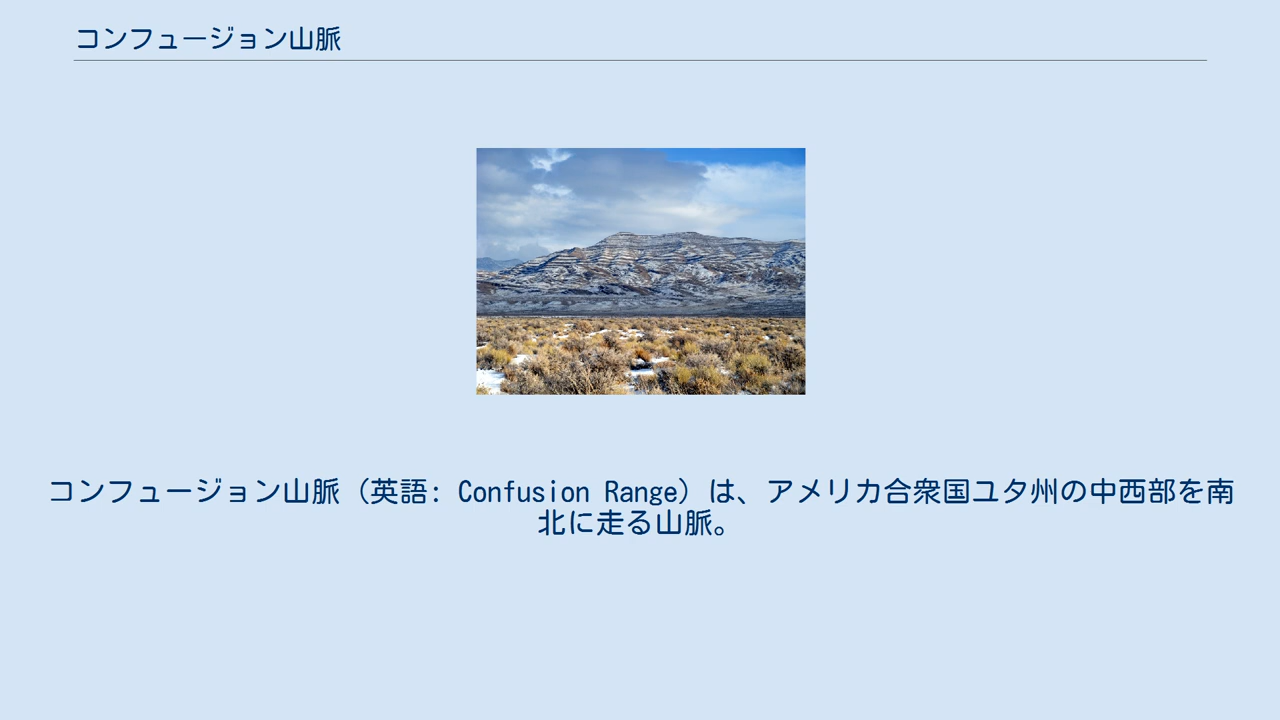 コンフュージョン山脈
コンフュージョン山脈（英語: Confusion Range）は、アメリカ合衆国ユタ州の中西部を南
北に走る山脈。